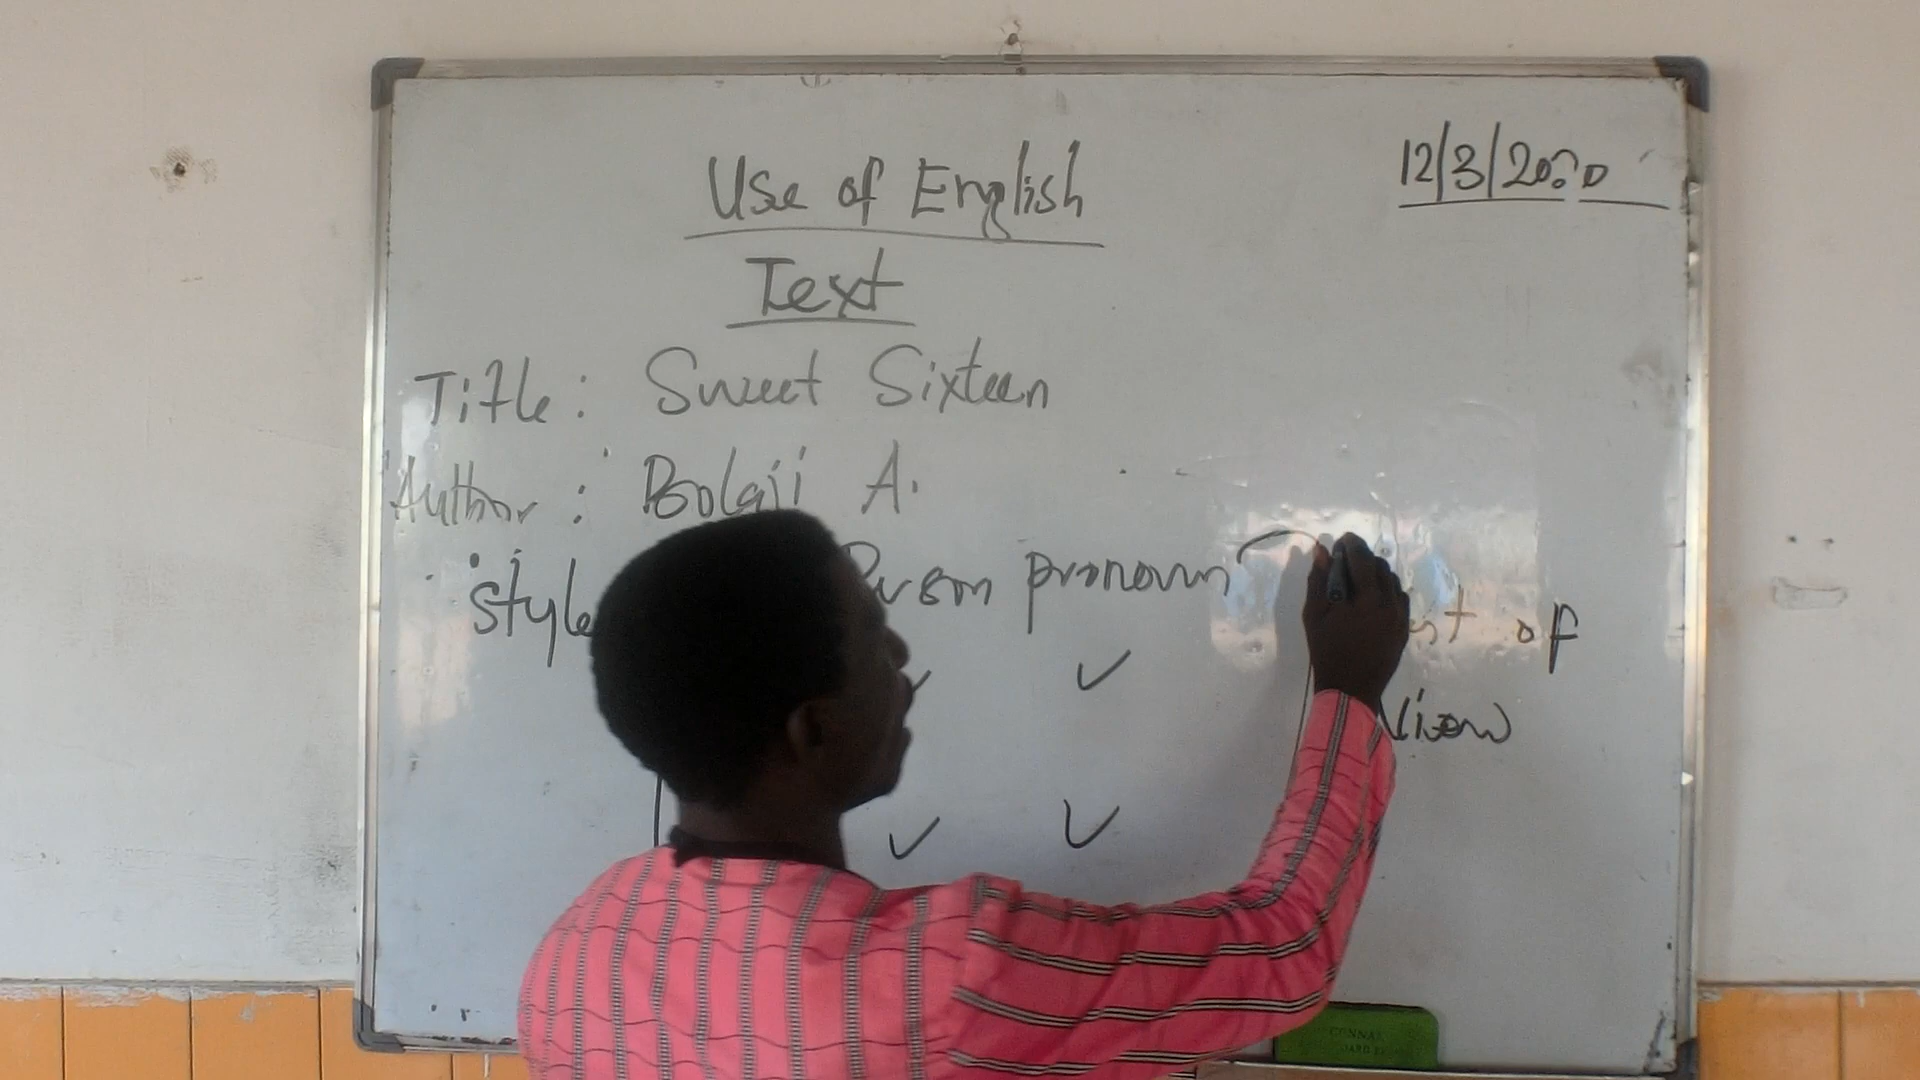 12/3/2020
Use of English
Text
Title: Sweet Sixteen
Author: Bolaji A.
Style Person pronoun
of
View